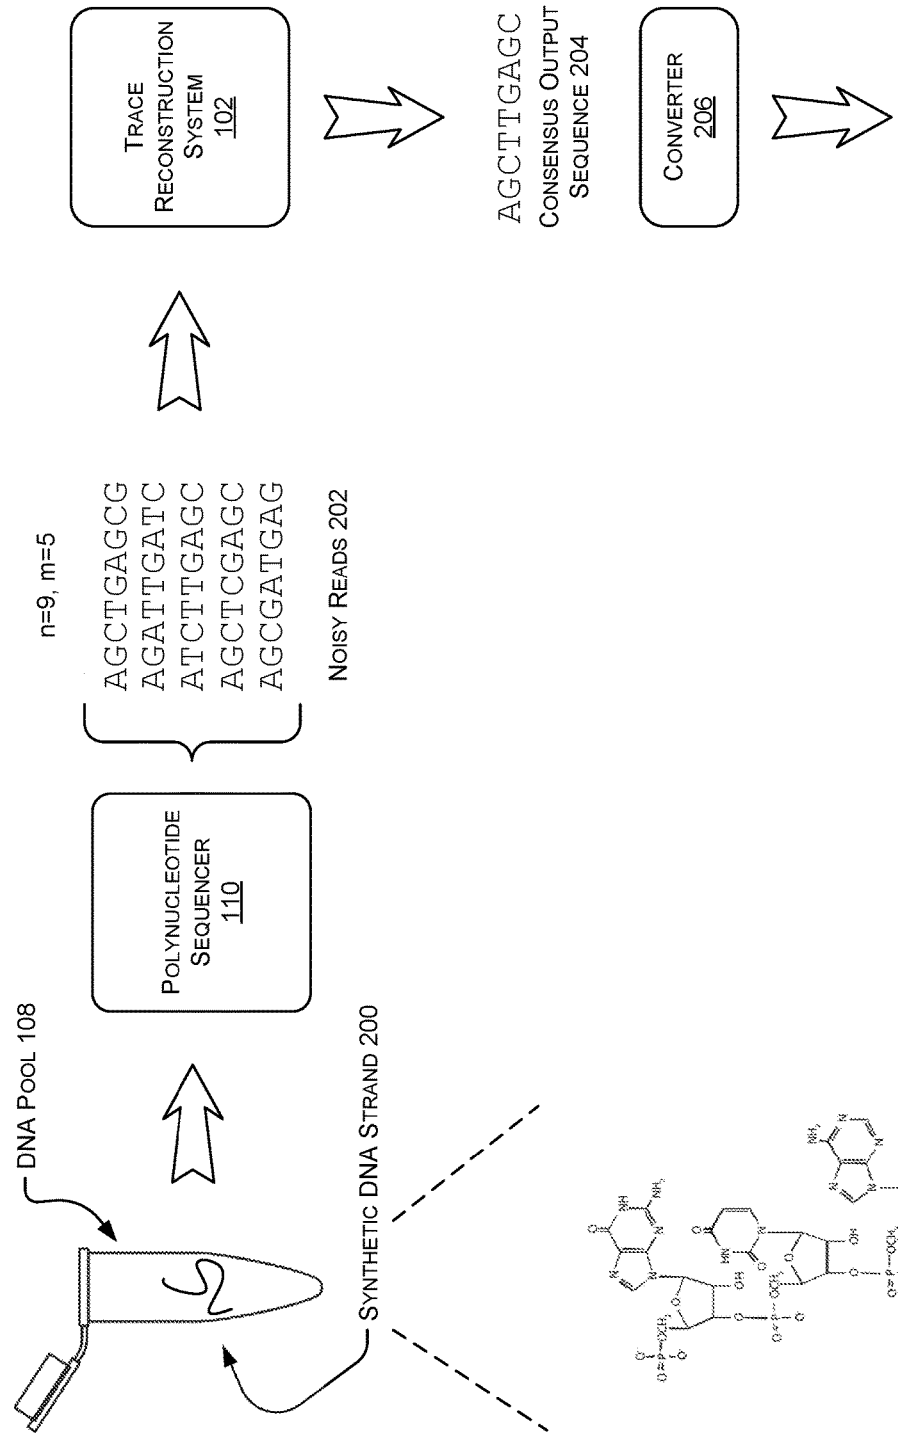 DNA POOL 108
SYNTHETIC DNA STRAND 200
POLYNUCLEOTIDE
SEQUENCER
110
n=9, m=5
AGCTGAGCG
AGATTGATC
ATCTTGAGC
AGCTCGAGC
AGCGATGAG
NOISY READS 202
TRACE
RECONSTRUCTION
SYSTEM
102
AGCTTGAGC
CONSENSUS OUTPUT
SEQUENCE 204
CONVERTER
206